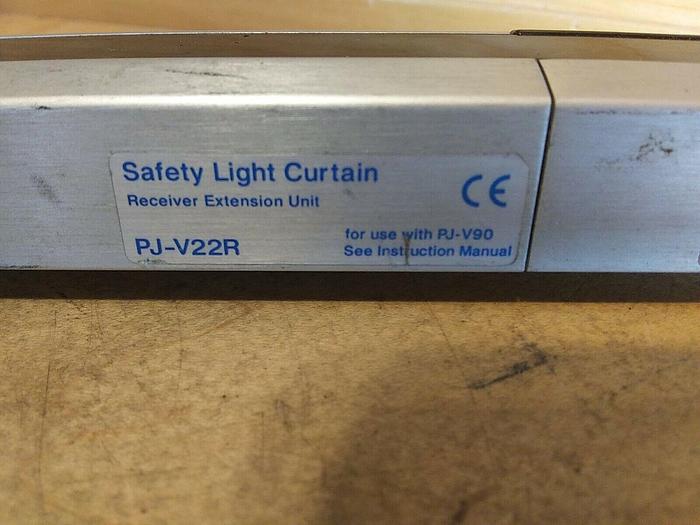 Safety Light Curtain
CE
Receiver Extension Unit
for use with PJ-V90
PJ-V22R
See Instruction Manual